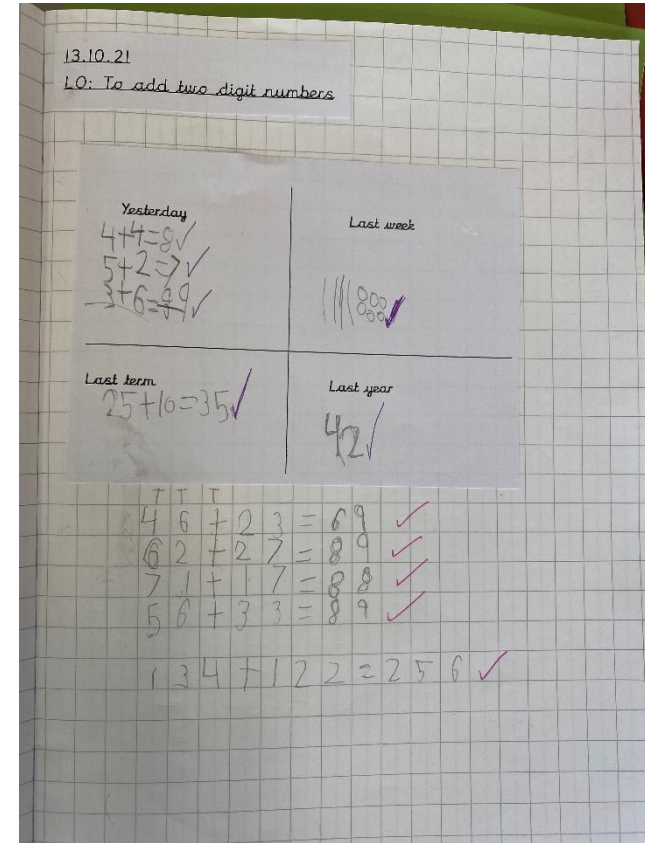 13.10.21
LO: To add two digit numbers
Yesterday
4+4=8✓
5+2=7✓
3+6=9✓
Last week
Last term
25+10=35✓
Last year
42✓
T T T
46+23=69✓
62+27=89✓
71+17=88✓
56+33=89✓
134+122=256✓